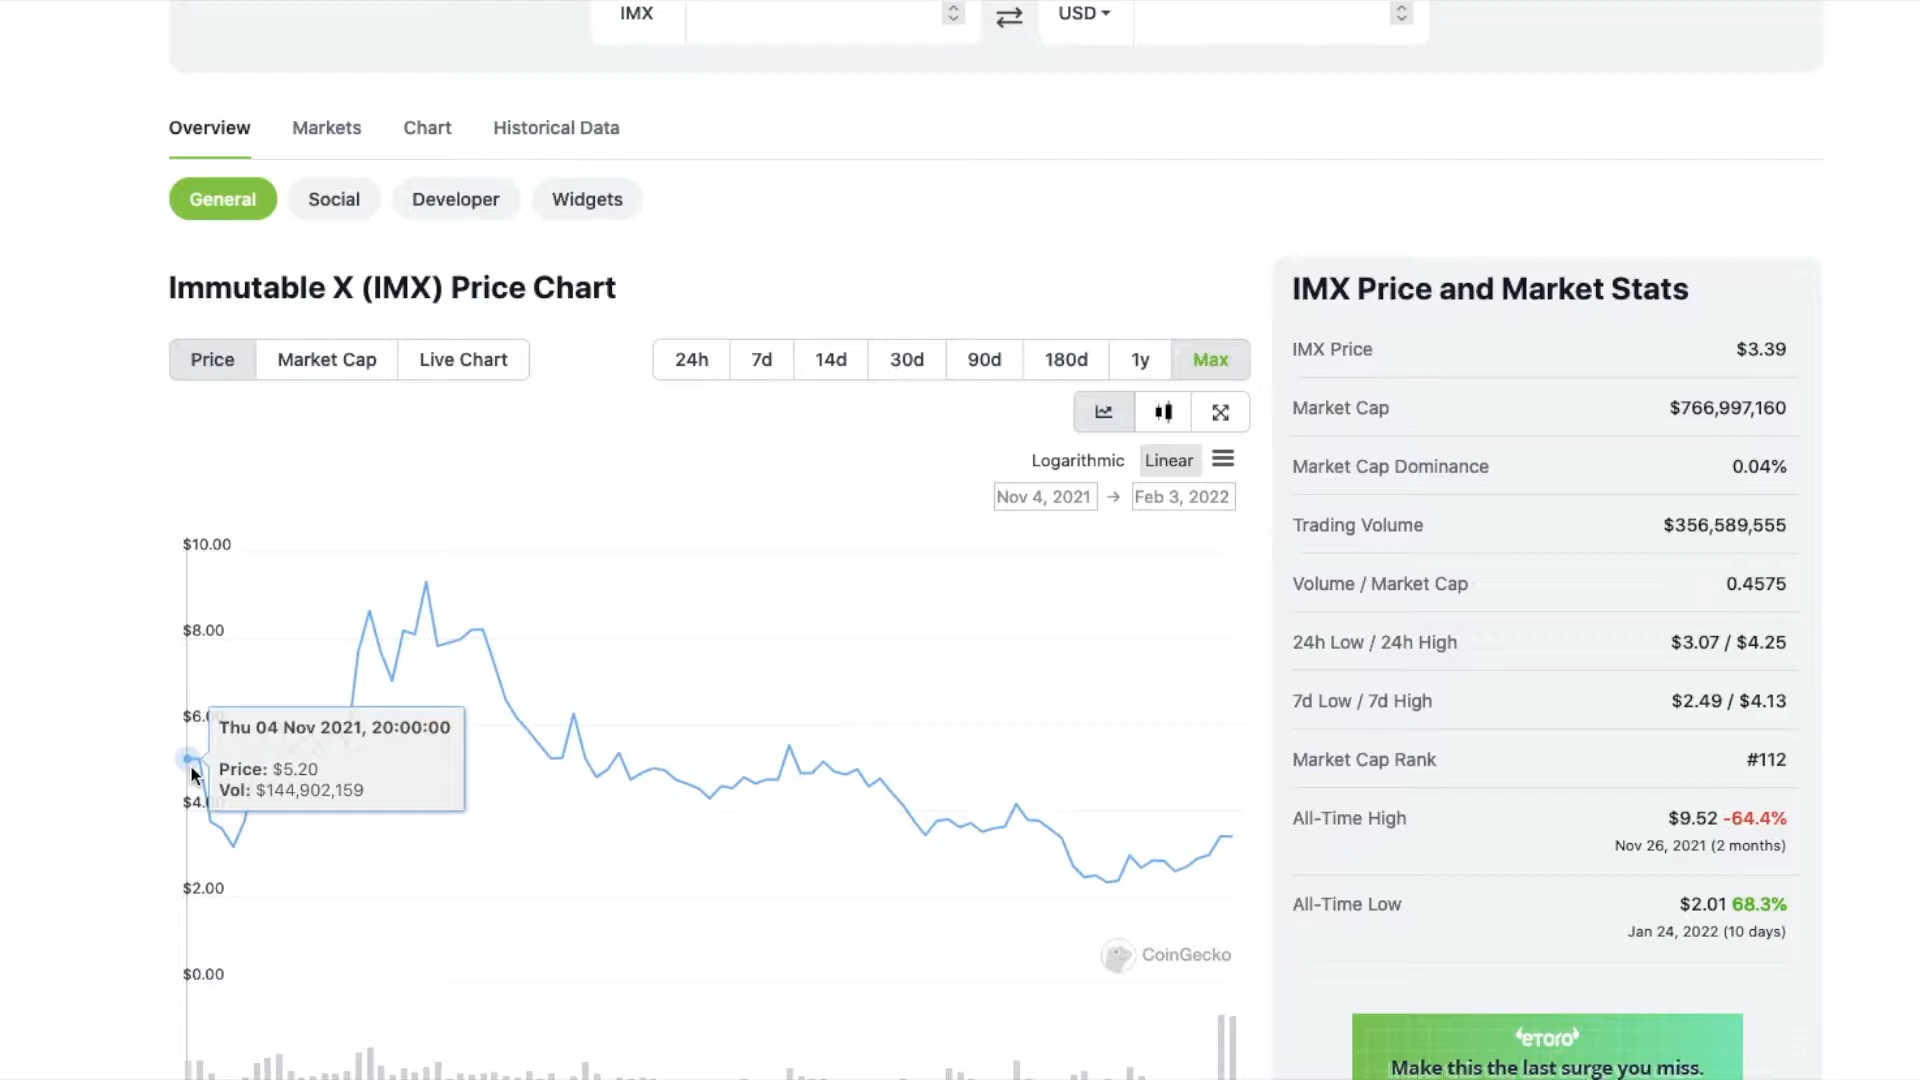 IMX
USD
Overview Markets Chart Historical Data
General Social Developer Widgets
Immutable X (IMX) Price Chart
Price Market Cap Live Chart
24h 7d 14d 30d 90d 180d 1y Max
Logarithmic Linear
Nov 4, 2021 → Feb 3, 2022
$10.00
$8.00
$6.0
$4.
$2.00
$0.00
Thu 04 Nov 2021, 20:00:00
Price: $5.20
Vol: $144,902,159
CoinGecko
IMX Price and Market Stats
IMX Price $3.39
Market Cap $766,997,160
Market Cap Dominance 0.04%
Trading Volume $356,589,555
Volume / Market Cap 0.4575
24h Low / 24h High $3.07 / $4.25
7d Low / 7d High $2.49 / $4.13
Market Cap Rank #112
All-Time High $9.52 -64.4%
Nov 26, 2021 (2 months)
All-Time Low $2.01 68.3%
Jan 24, 2022 (10 days)
eToro
Make this the last surge you miss.